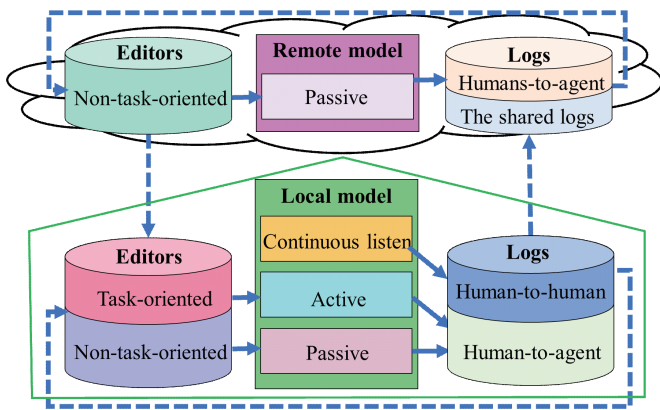 Editors
Non-task-oriented
Remote model
Passive
Logs
Humans-to-agent
The shared logs
Local model
Editors
Task-oriented
Non-task-oriented
Continuous listen
Active
Passive
Logs
Human-to-human
Human-to-agent